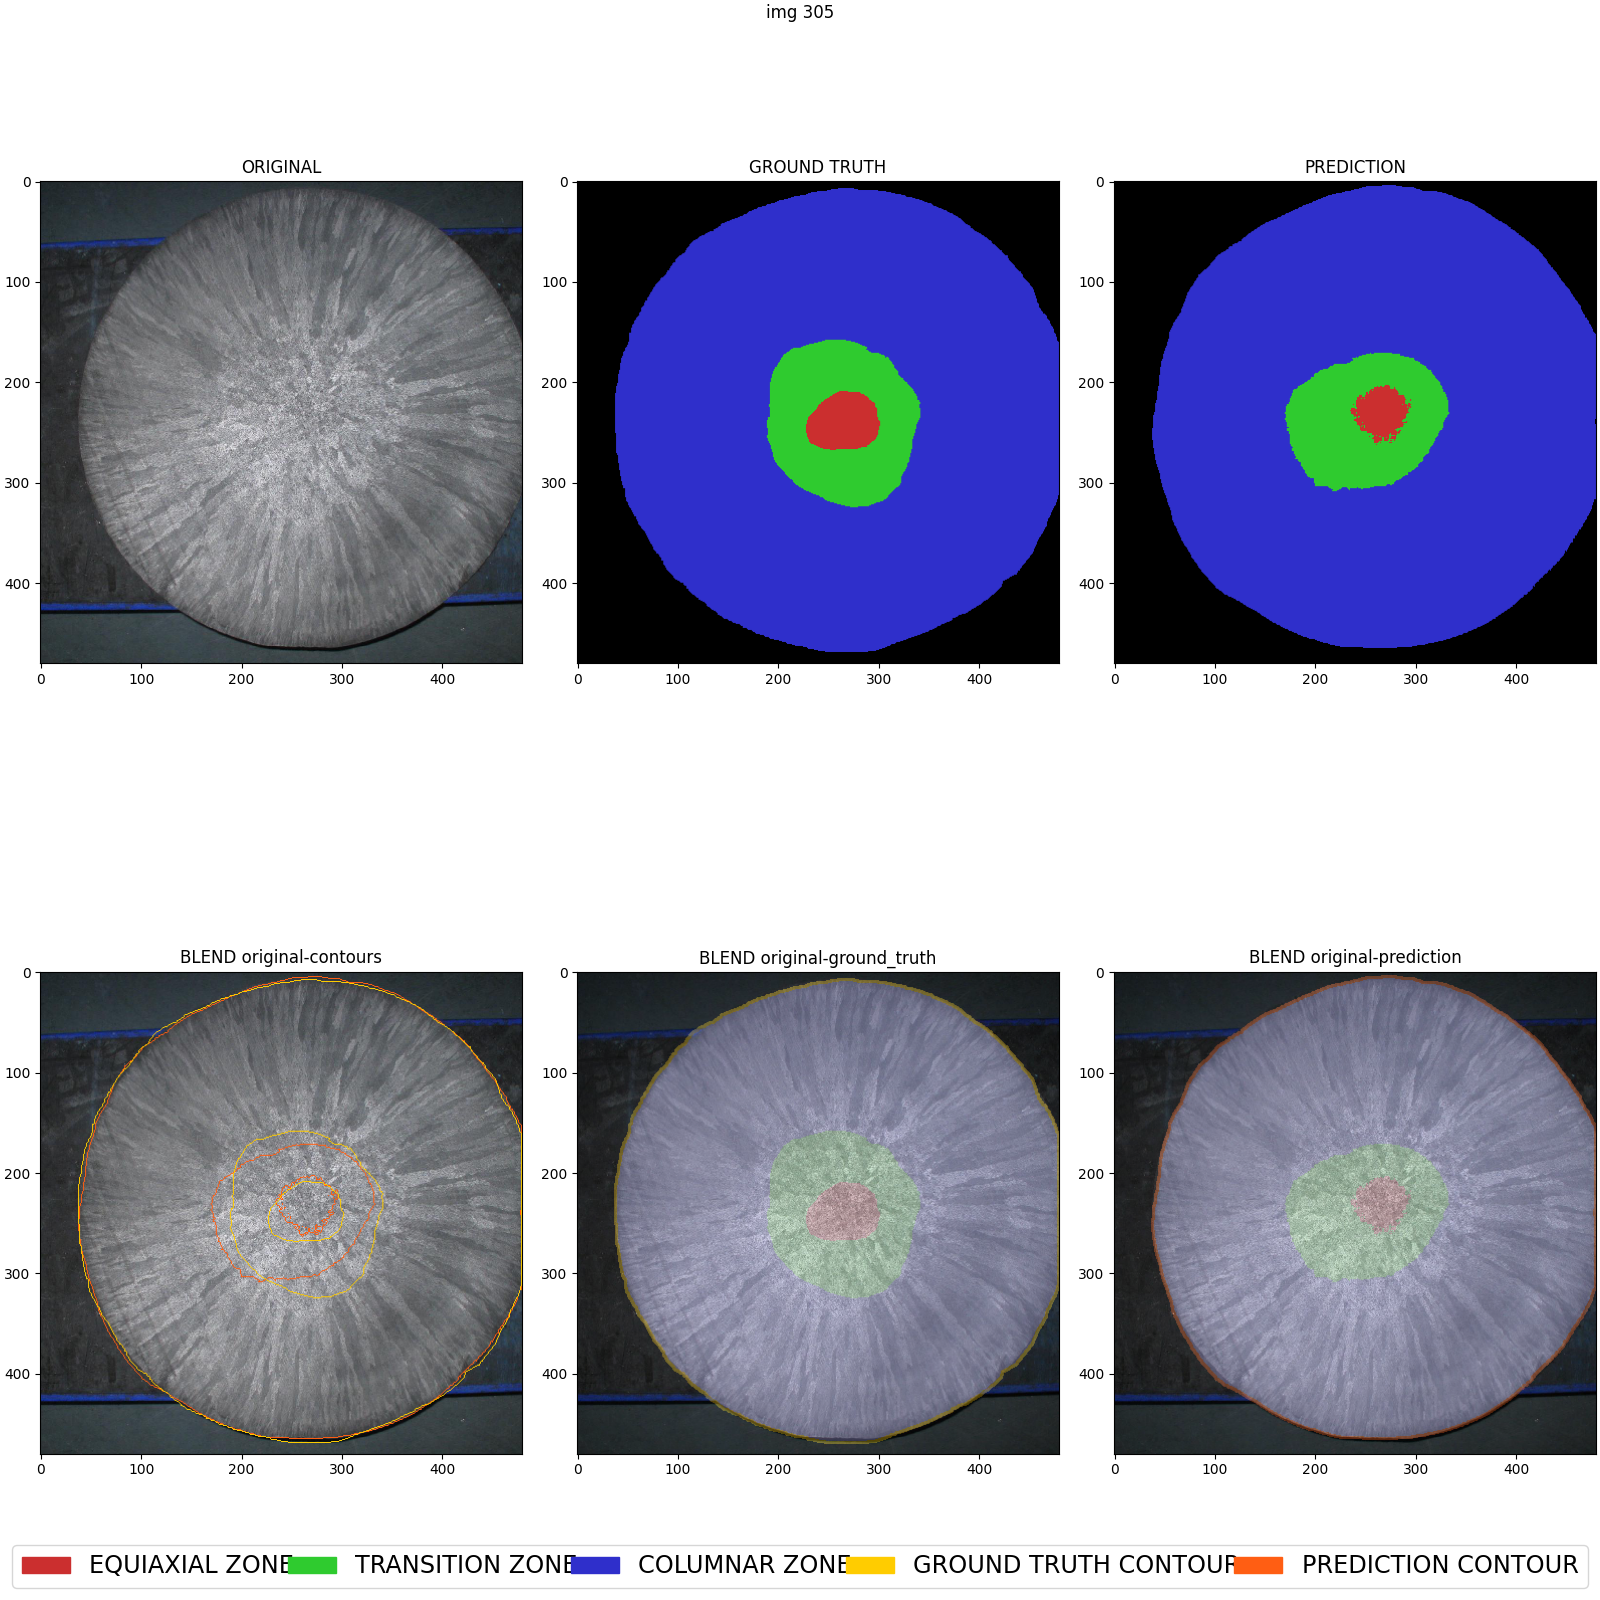 img 305
ORIGINAL
GROUND TRUTH
PREDICTION
0
100
200
300
400
0 100 200 300 400
0
100
200
300
400
0 100 200 300 400
0
100
200
300
400
0 100 200 300 400
BLEND original-contours
BLEND original-ground_truth
BLEND original-prediction
0
100
200
300
400
0 100 200 300 400
0
100
200
300
400
0 100 200 300 400
0
100
200
300
400
0 100 200 300 400
EQUIAXIAL ZONE TRANSITION ZONE COLUMNAR ZONE GROUND TRUTH CONTOUR PREDICTION CONTOUR